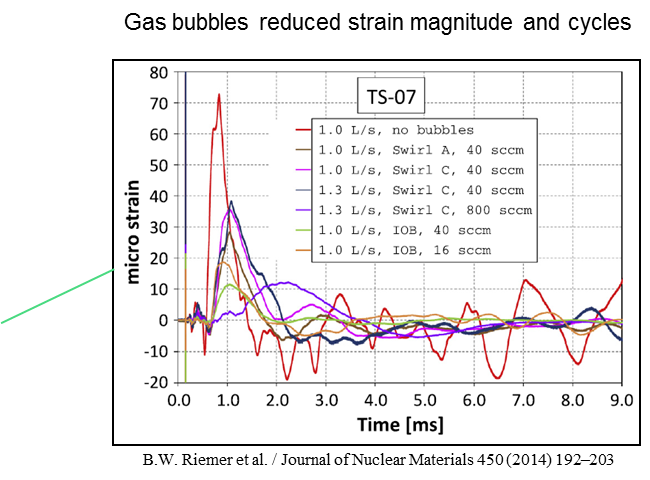 Gas bubbles reduced strain magnitude and cycles
TS-07
1.0 L/s, no bubbles
1.0 L/s, Swirl A, 40 sccm
1.0 L/s, Swirl C, 40 sccm
1.3 L/s, Swirl C, 40 sccm
1.3 L/s, Swirl C, 800 sccm
1.0 L/s, IOB, 40 sccm
1.0 L/s, IOB, 16 sccm
micro strain
80
70
60
50
40
30
20
10
0
-10
-20
0.0 1.0 2.0 3.0 4.0 5.0 6.0 7.0 8.0 9.0
Time [ms]
B.W. Riemer et al. / Journal of Nuclear Materials 450 (2014) 192–203